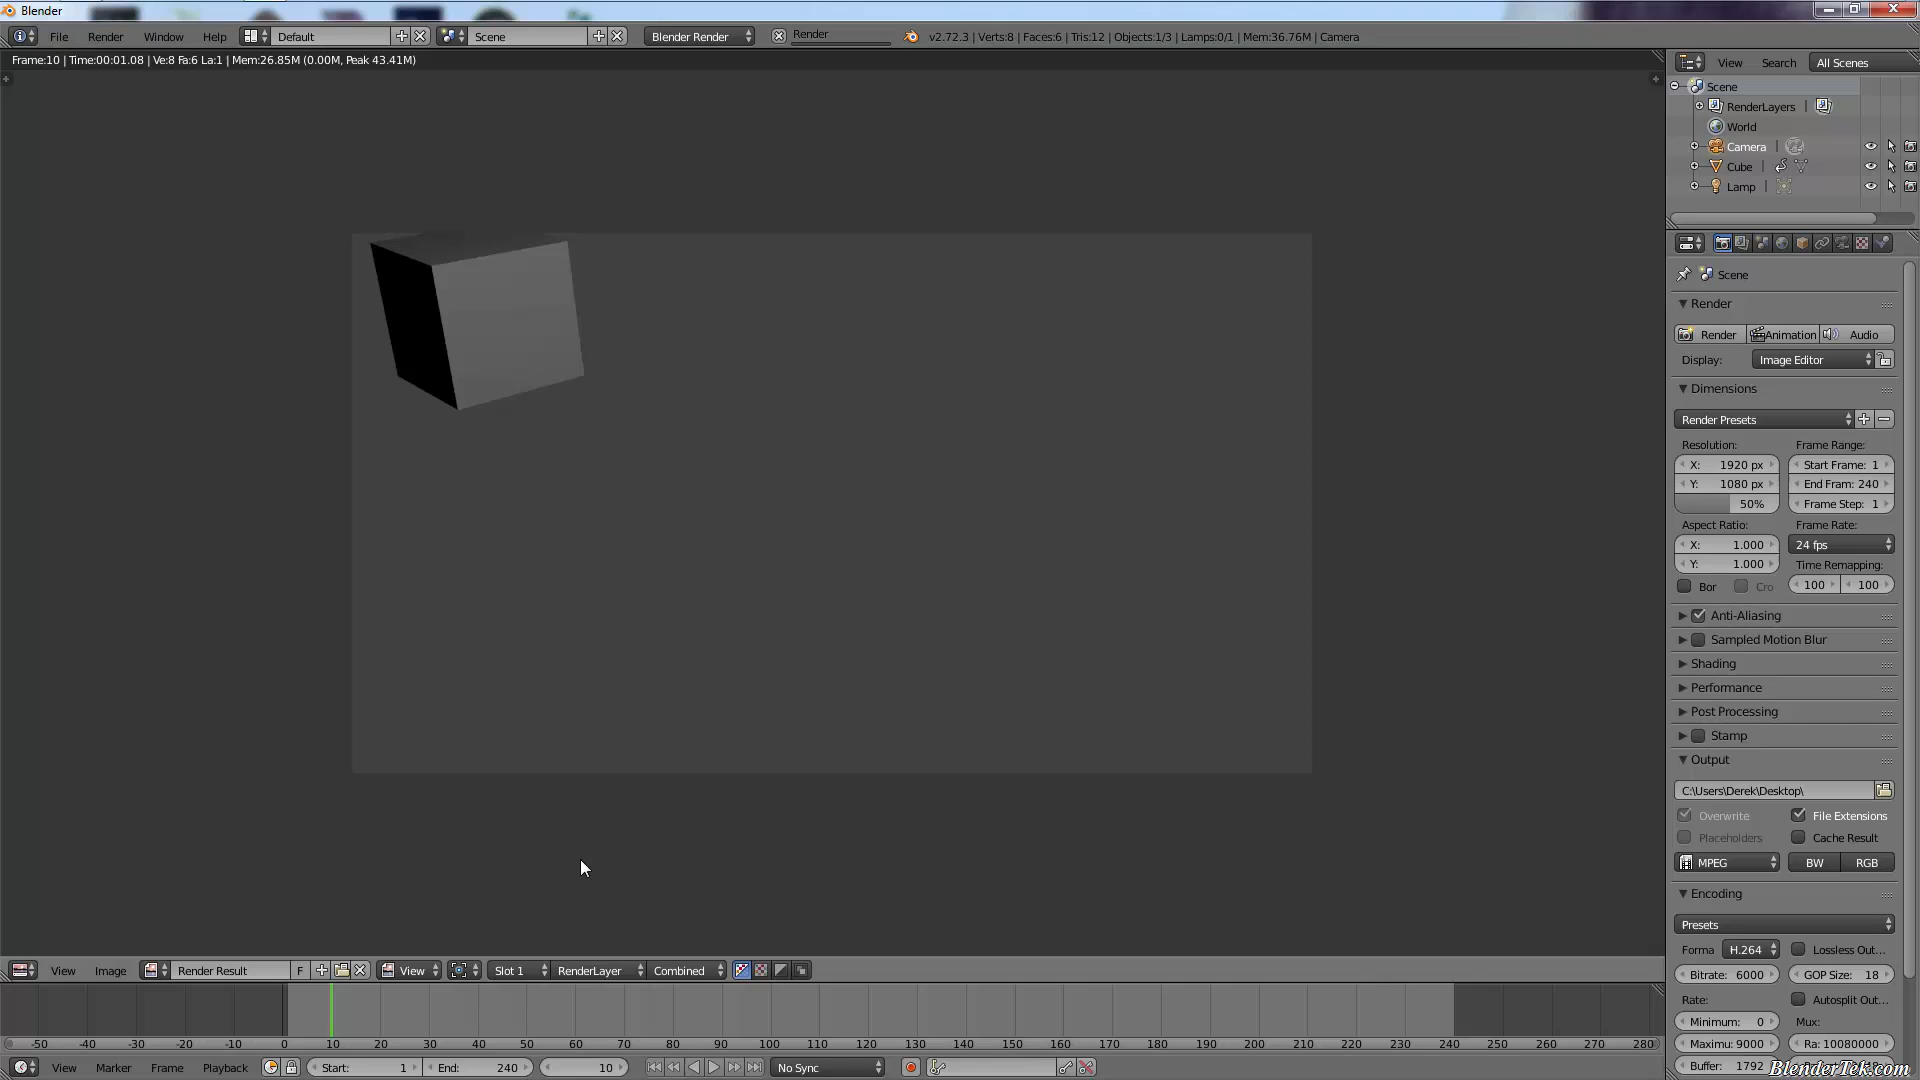 Blender
File Render Window Help Default Scene Blender Render Render v2.72.3 | Verts:8 | Faces:6 | Tris:12 | Objects:1/3 | Lamps:0/1 | Mem:36.76M | Camera
Frame:10 | Time:00:01.08 | Ve:8 Fa:6 La:1 | Mem:26.85M (0.00M, Peak 43.41M)
View Search All Scenes
Scene
RenderLayers |
World
Camera |
Cube |
Lamp |
Scene
Render
Render Animation Audio
Display: Image Editor
Dimensions
Render Presets
Resolution: Frame Range:
X: 1920 px Start Frame: 1
Y: 1080 px End Fram: 240
50% Frame Step: 1
Aspect Ratio: Frame Rate:
X: 1.000 24 fps
Y: 1.000 Time Remapping:
Bor Cro 100 100
Anti-Aliasing
Sampled Motion Blur
Shading
Performance
Post Processing
Stamp
Output
C:\Users\Derek\Desktop\
Overwrite File Extensions
Placeholders Cache Result
MPEG BW RGB
Encoding
Presets
Forma H.264 Lossless Out...
Bitrate: 6000 GOP Size: 18
Rate: Autosplit Out...
Minimum: 0 Mux:
Maximu: 9000 Ra: 10080000
Buffer: 1792
BlenderTek.com
View Image Render Result F View Slot 1 RenderLayer Combined
-50 -40 -30 -20 -10 0 10 20 30 40 50 60 70 80 90 100 110 120 130 140 150 160 170 180 190 200 210 220 230 240 250 260 270 280
View Marker Frame Playback Start: 1 End: 240 10 No Sync